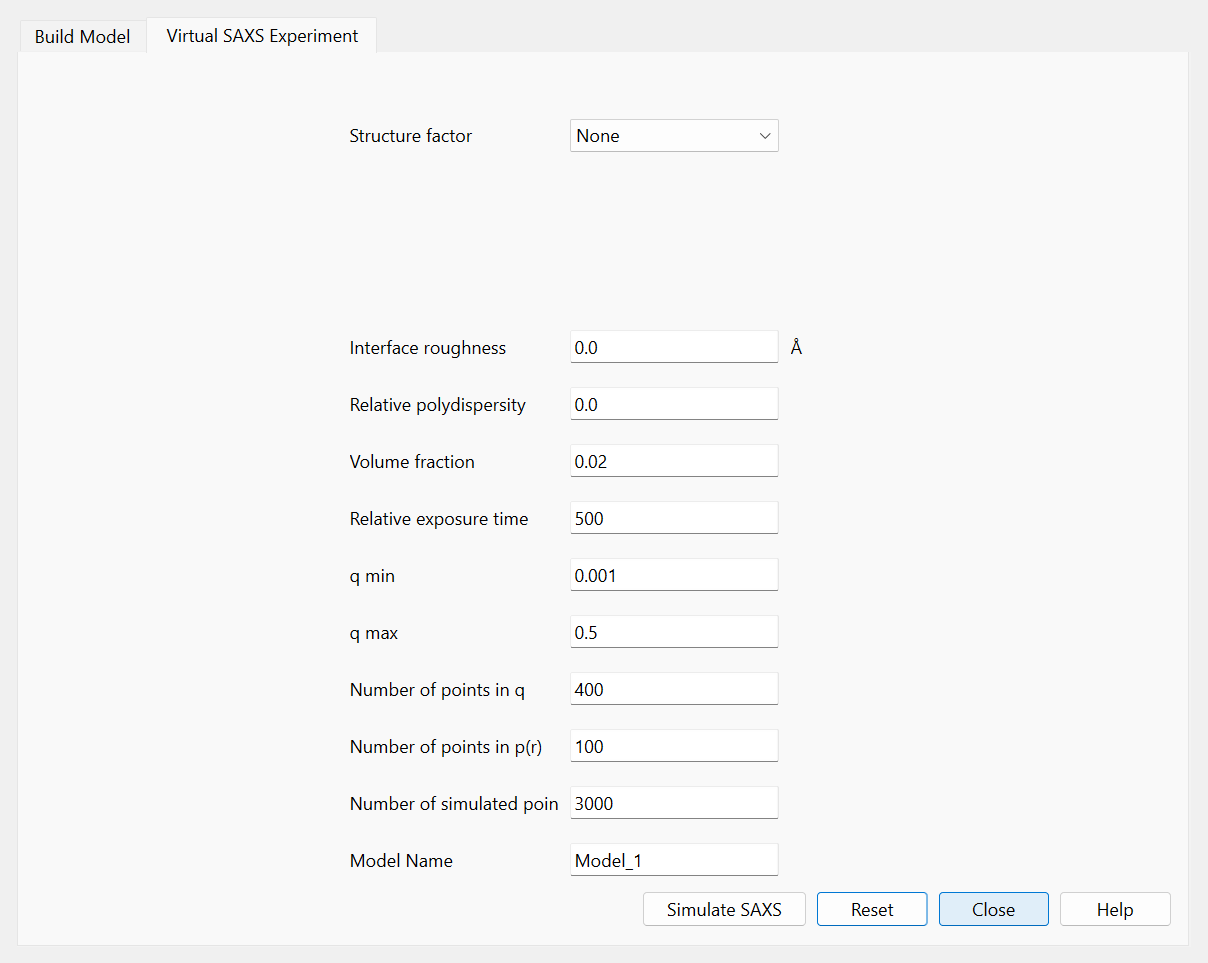 Build Model Virtual SAXS Experiment
Structure factor None
Interface roughness 0.0 Å
Relative polydispersity 0.0
Volume fraction 0.02
Relative exposure time 500
q min 0.001
q max 0.5
Number of points in q 400
Number of points in p(r) 100
Number of simulated poin 3000
Model Name Model_1
Simulate SAXS Reset Close Help